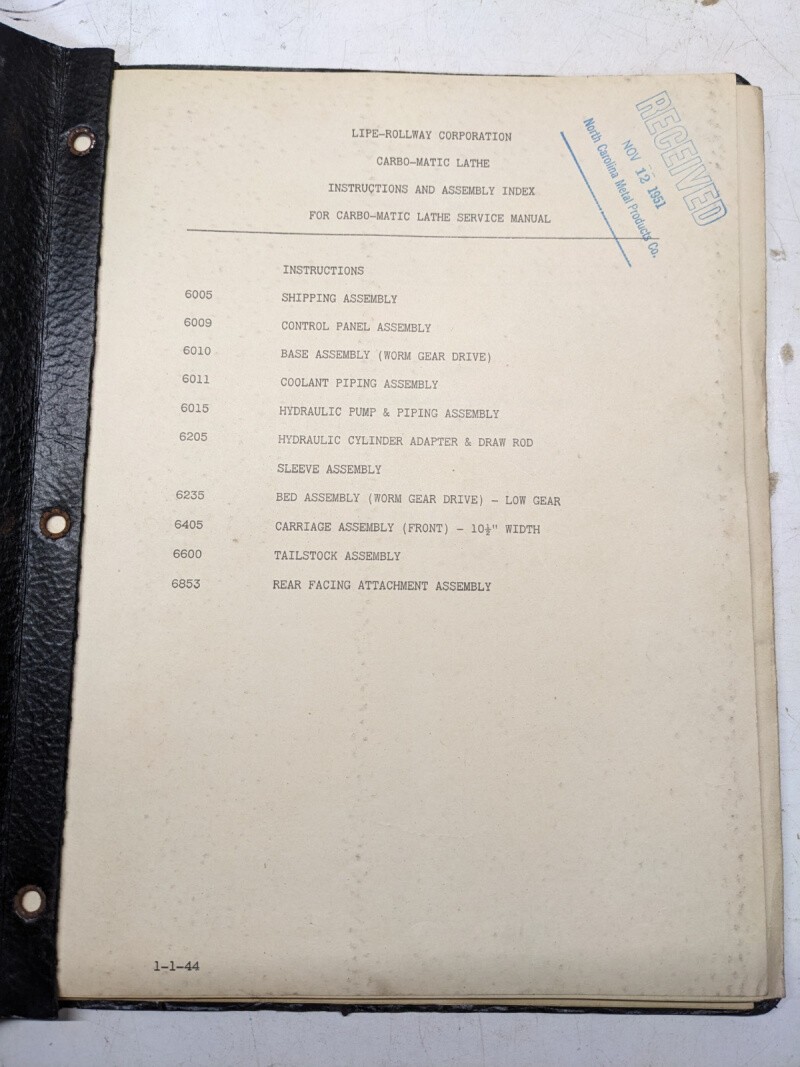 LIPE-ROLLWAY CORPORATION
CARBO-MATIC LATHE
INSTRUCTIONS AND ASSEMBLY INDEX
FOR CARBO-MATIC LATHE SERVICE MANUAL
RECEIVED
NOV 12 1951
North Carolina Metal Products Co.
INSTRUCTIONS
6005 SHIPPING ASSEMBLY
6009 CONTROL PANEL ASSEMBLY
6010 BASE ASSEMBLY (WORM GEAR DRIVE)
6011 COOLANT PIPING ASSEMBLY
6015 HYDRAULIC PUMP & PIPING ASSEMBLY
6205 HYDRAULIC CYLINDER ADAPTER & DRAW ROD
SLEEVE ASSEMBLY
6235 BED ASSEMBLY (WORM GEAR DRIVE) - LOW GEAR
6405 CARRIAGE ASSEMBLY (FRONT) - 10½" WIDTH
6600 TAILSTOCK ASSEMBLY
6853 REAR FACING ATTACHMENT ASSEMBLY
1-1-44